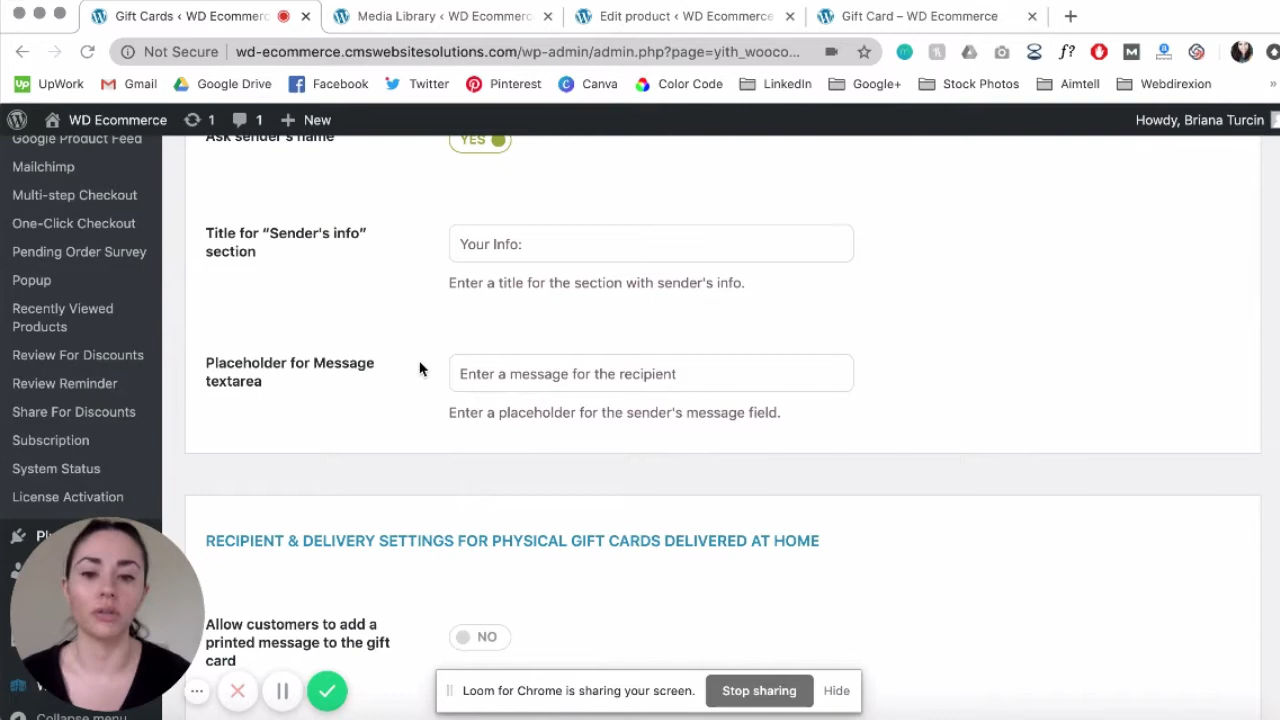 Gift Cards ‹ WD Ecommerc
Media Library ‹ WD Ecommerc
Edit product ‹ WD Ecommerce
Gift Card – WD Ecommerce
Not Secure
wd-ecommerce.cmswebsitesolutions.com/wp-admin/admin.php?page=yith_wooco...
UpWork
Gmail
Google Drive
Facebook
Twitter
Pinterest
Canva
Color Code
LinkedIn
Google+
Stock Photos
Aimtell
Webdirexion
»
WD Ecommerce
1
1
New
Howdy, Briana Turcin
Google Product Feed
Mailchimp
Multi-step Checkout
One-Click Checkout
Pending Order Survey
Popup
Recently Viewed
Products
Review For Discounts
Review Reminder
Share For Discounts
Subscription
System Status
License Activation
Collapse menu
Ask sender's name
YES
Title for “Sender's info”
section
Your Info:
Enter a title for the section with sender's info.
Placeholder for Message
textarea
Enter a message for the recipient
Enter a placeholder for the sender's message field.
RECIPIENT & DELIVERY SETTINGS FOR PHYSICAL GIFT CARDS DELIVERED AT HOME
Allow customers to add a
printed message to the gift
card
NO
Loom for Chrome is sharing your screen.
Stop sharing
Hide